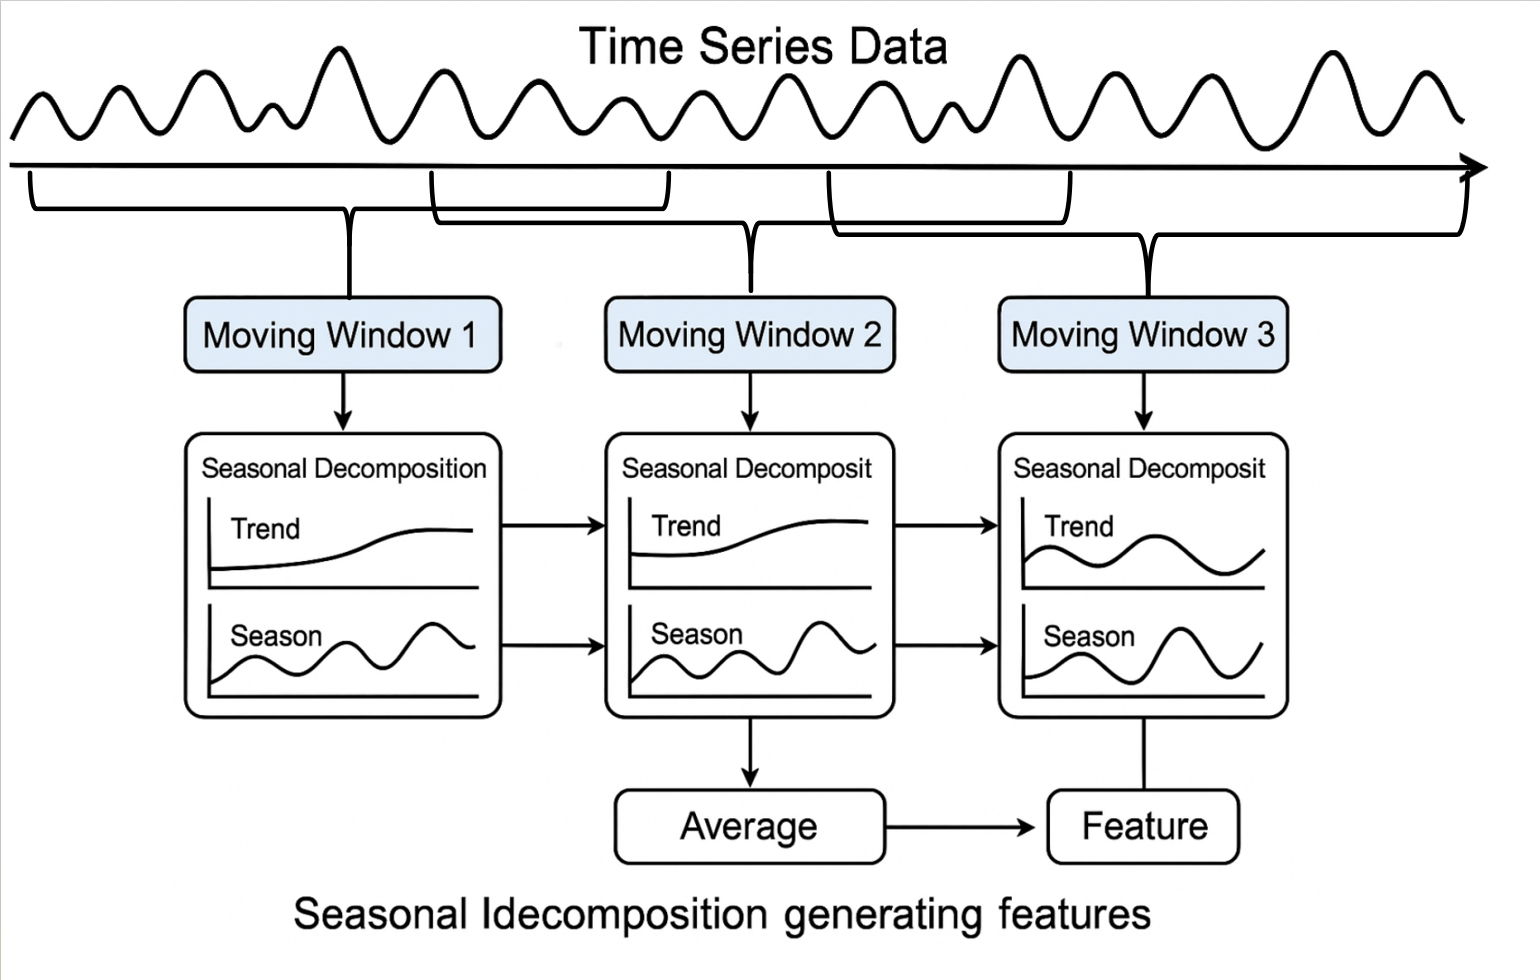 Time Series Data
Moving Window 1
Moving Window 2
Moving Window 3
Seasonal Decomposition
Trend
Season
Seasonal Decomposit
Trend
Season
Seasonal Decomposit
Trend
Season
Average
Feature
Seasonal Idecomposition generating features